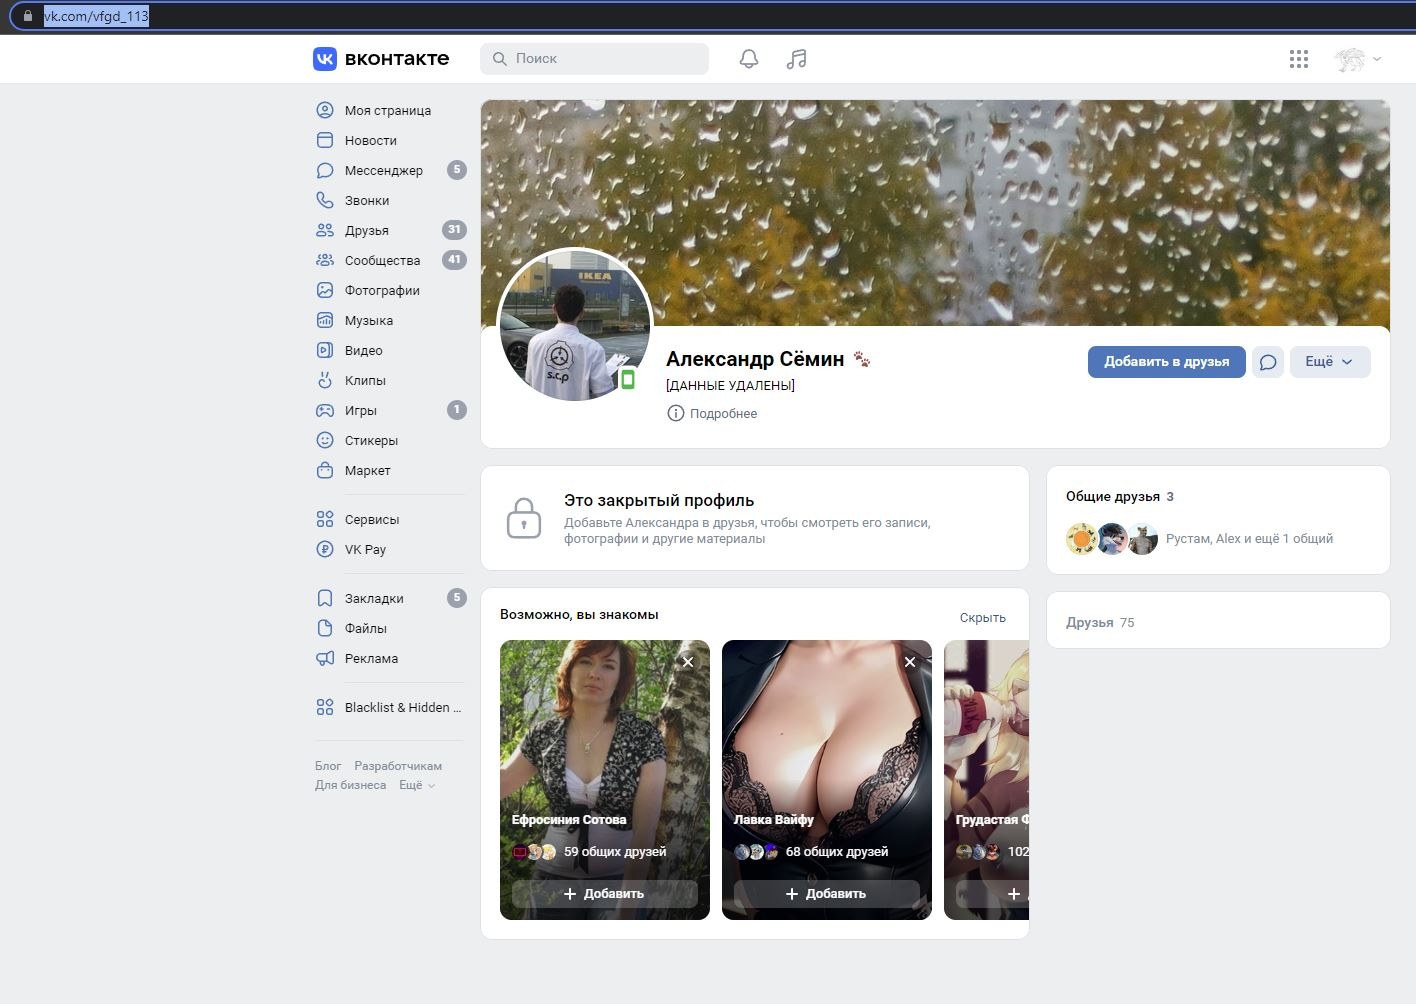 vk.com/vfgd_113
вконтакте
Поиск
Моя страница
Новости
Мессенджер 5
Звонки
Друзья 31
Сообщества 41
Фотографии
Музыка
Видео
Клипы
Игры 1
Стикеры
Маркет
Сервисы
VK Pay
Закладки 5
Файлы
Реклама
Blacklist & Hidden ...
Блог Разработчикам
Для бизнеса Ещё
IKEA
s.c.p
Александр Сёмин
[ДАННЫЕ УДАЛЕНЫ]
Подробнее
Добавить в друзья
Ещё
Это закрытый профиль
Добавьте Александра в друзья, чтобы смотреть его записи,
фотографии и другие материалы
Общие друзья 3
Рустам, Alex и ещё 1 общий
Друзья 75
Возможно, вы знакомы
Скрыть
Ефросиния Сотова
59 общих друзей
Добавить
Лавка Вайфу
68 общих друзей
Добавить
Грудастая
102